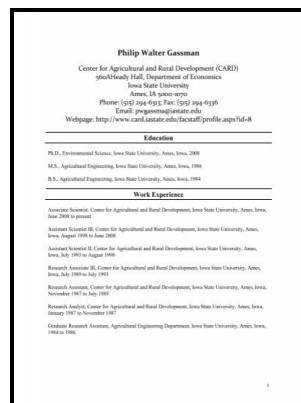 Philip Walter Gassman
Center for Agricultural and Rural Development (CARD)
560AHeady Hall, Department of Economics
Iowa State University
Ames, IA 50011-1070
Phone: (515) 294-6313; Fax: (515) 294-6336
Email: pwgassma@iastate.edu
Webpage: http://www.card.iastate.edu/facstaff/profile.aspx?id=8
Education
Ph.D., Environmental Science, Iowa State University, Ames, Iowa, 2008
M.S., Agricultural Engineering, Iowa State University, Ames, Iowa, 1986
B.S., Agricultural Engineering, Iowa State University, Ames, Iowa, 1984
Work Experience
Associate Scientist, Center for Agricultural and Rural Development, Iowa State University, Ames, Iowa,
June 2008 to present
Assistant Scientist III, Center for Agricultural and Rural Development, Iowa State University, Ames,
Iowa, August 1998 to June 2008
Assistant Scientist II, Center for Agricultural and Rural Development, Iowa State University, Ames,
Iowa, July 1993 to August 1998
Research Associate III, Center for Agricultural and Rural Development, Iowa State University, Ames,
Iowa, July 1989 to July 1993
Research Assistant, Center for Agricultural and Rural Development, Iowa State University, Ames, Iowa,
November 1987 to July 1989
Research Analyst, Center for Agricultural and Rural Development, Iowa State University, Ames, Iowa,
January 1987 to November 1987
Graduate Research Assistant, Agricultural Engineering Department, Iowa State University, Ames, Iowa,
1984 to 1986
1